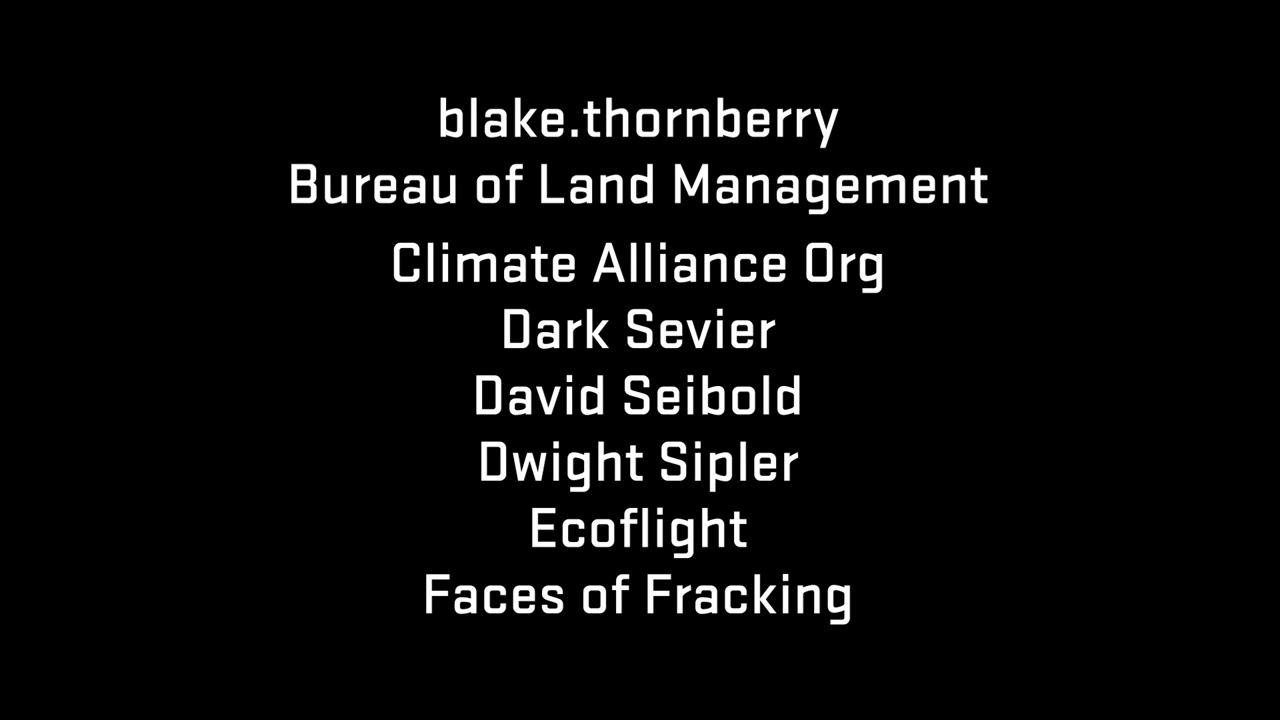 blake.thornberry
Bureau of Land Management
Climate Alliance Org
Dark Sevier
David Seibold
Dwight Sipler
Ecoflight
Faces of Fracking